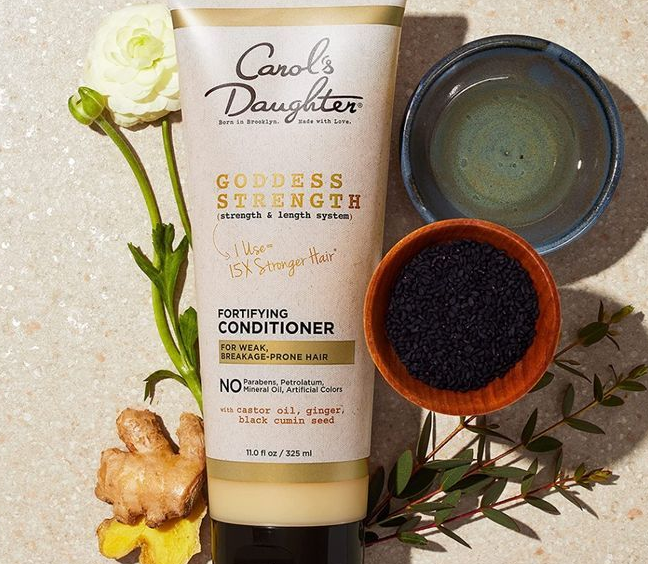 Carol's
Daughter®
Born in Brooklyn. Made with Love.
GODDESS
STRENGTH
(strength & length system)
1 Use=
15X Stronger Hair*
FORTIFYING
CONDITIONER
FOR WEAK,
BREAKAGE-PRONE HAIR
NO Parabens, Petrolatum,
Mineral Oil, Artificial Colors
with castor oil, ginger,
black cumin seed
11.0 fl oz / 325 ml